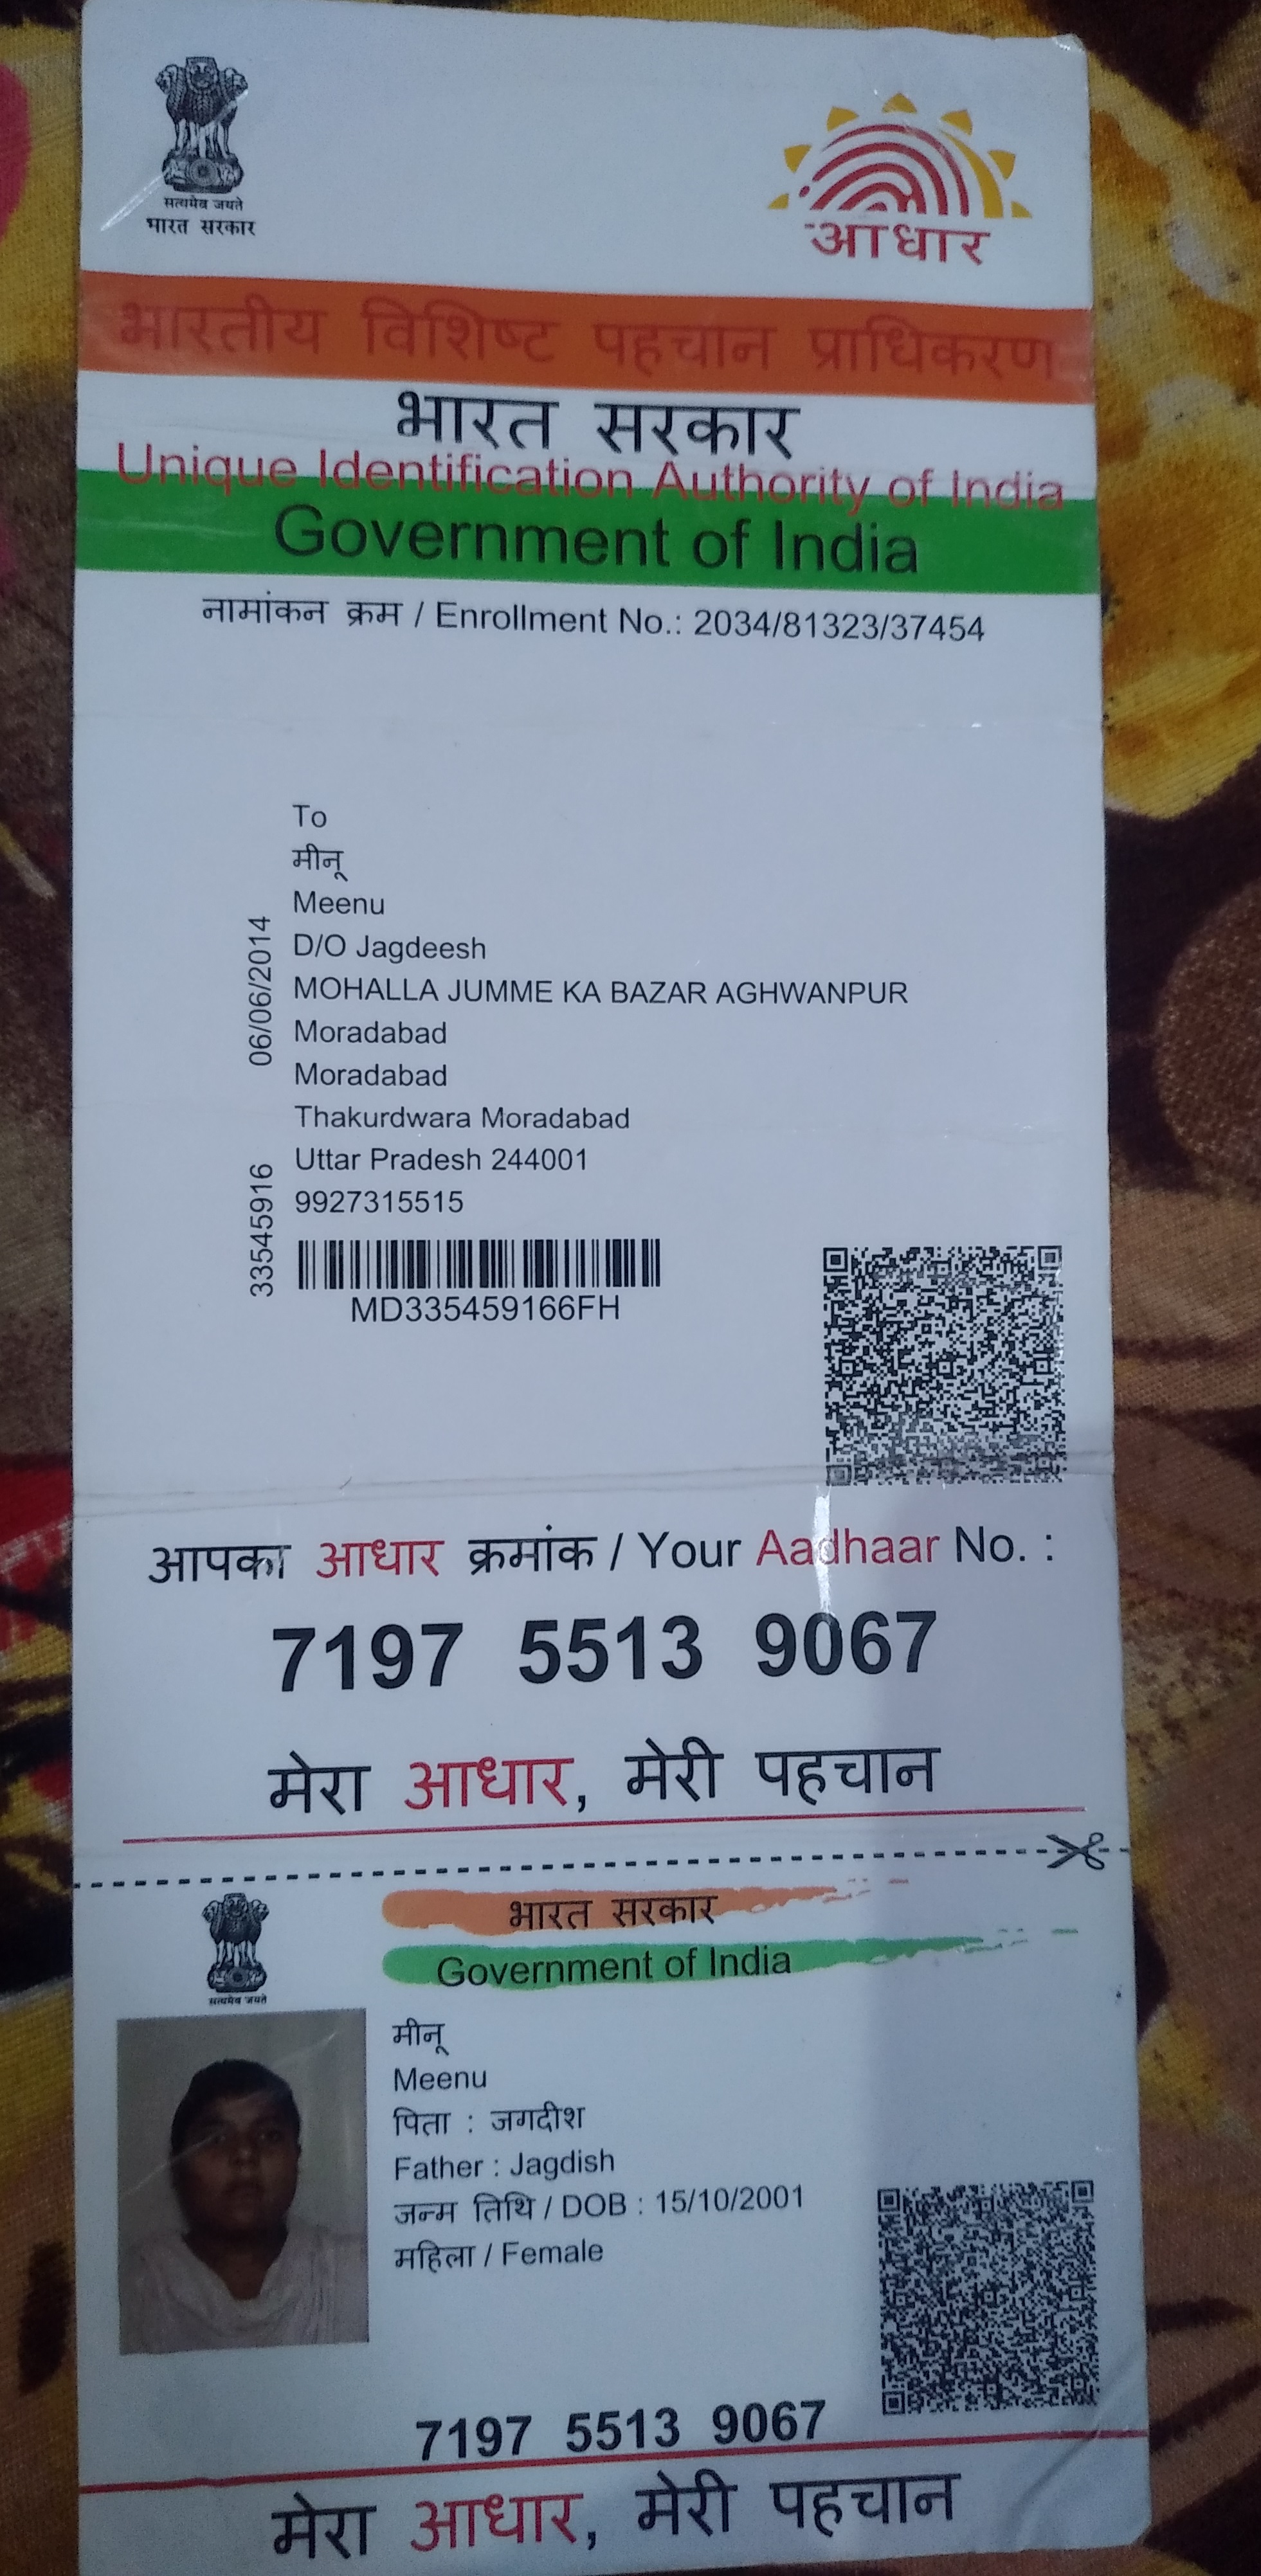 सत्यमेव जयते
भारत सरकार
आधार
भारतीय विशिष्ट पहचान प्राधिकरण
भारत सरकार
Unique Identification Authority of India
Government of India
नामांकन क्रम / Enrollment No.: 2034/81323/37454
To
मीनू
Meenu
D/O Jagdeesh
MOHALLA JUMME KA BAZAR AGHWANPUR
Moradabad
Moradabad
Thakurdwara Moradabad
Uttar Pradesh 244001
9927315515
06/06/2014
33545916
MD335459166FH
आपका आधार क्रमांक / Your Aadhaar No. :
7197 5513 9067
मेरा आधार, मेरी पहचान
भारत सरकार
Government of India
सत्यमेव जयते
मीनू
Meenu
पिता : जगदीश
Father : Jagdish
जन्म तिथि / DOB : 15/10/2001
महिला / Female
7197 5513 9067
मेरा आधार, मेरी पहचान